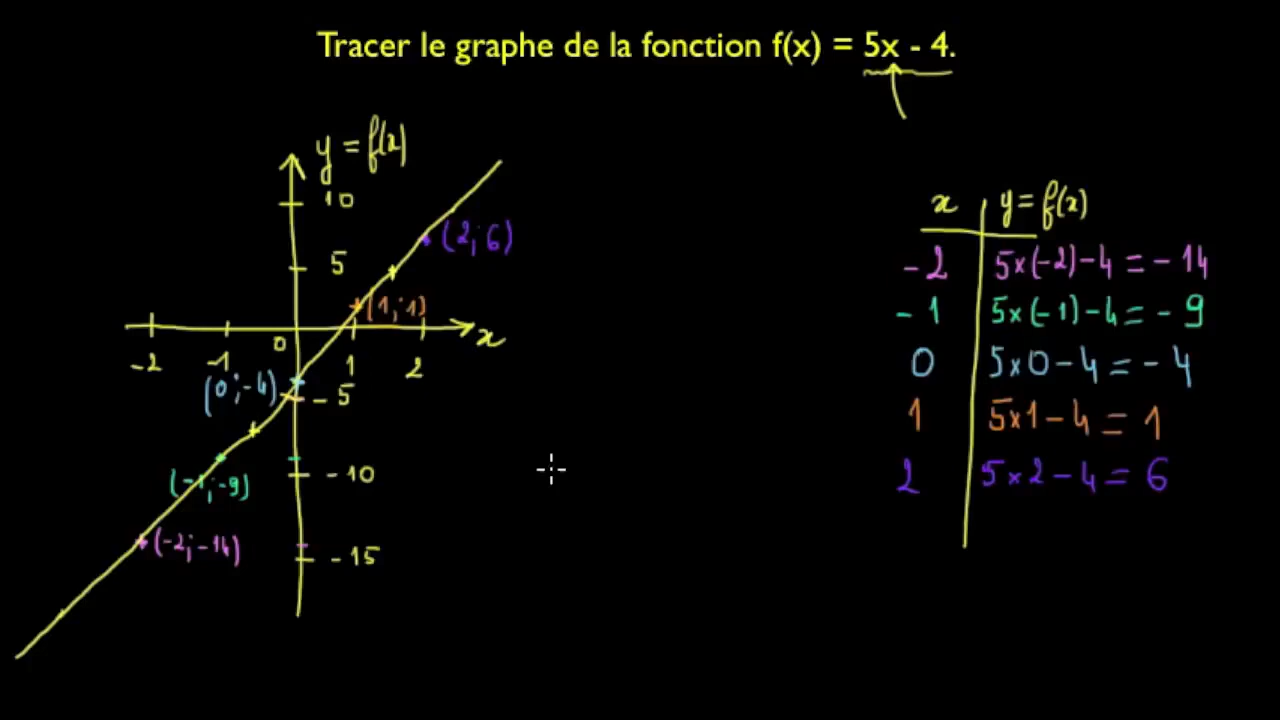 Tracer le graphe de la fonction f(x) = 5x - 4.
y = f(x)
10
(2; 6)
5
(1; 1)
x
0
-2 -1 1 2
(0; -4)
-5
-10
(-1; -9)
(-2; -14)
-15
x y = f(x)
-2 5×(-2)-4 = -14
-1 5×(-1)-4 = -9
0 5×0-4 = -4
1 5×1-4 = 1
2 5×2-4 = 6